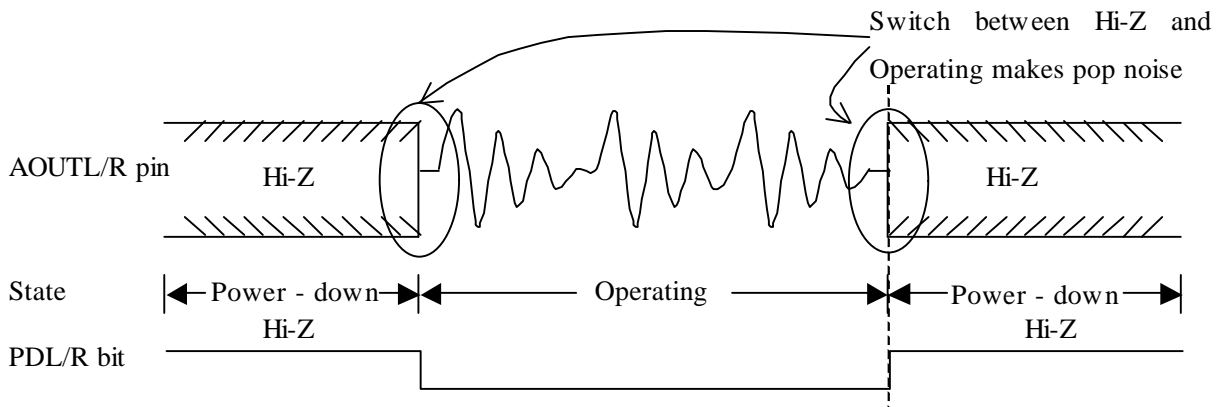 Switch between Hi-Z and
Operating makes pop noise
AOUTL/R pin
Hi-Z
Hi-Z
State
Power - down
Operating
Power - down
Hi-Z
Hi-Z
PDL/R bit